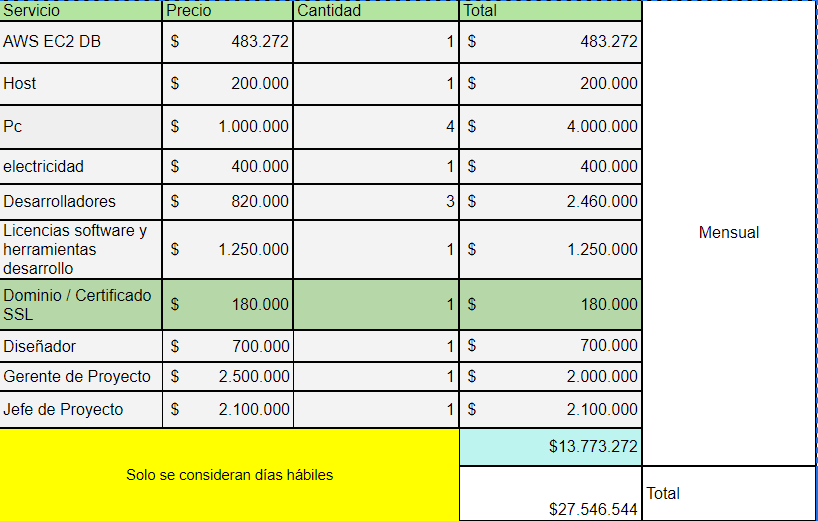 Servicio Precio Cantidad Total
AWS EC2 DB $ 483.272 1 $ 483.272
Host $ 200.000 1 $ 200.000
Pc $ 1.000.000 4 $ 4.000.000
electricidad $ 400.000 1 $ 400.000
Desarrolladores $ 820.000 3 $ 2.460.000
Licencias software y
herramientas $ 1.250.000 1 $ 1.250.000
desarrollo
Mensual
Dominio / Certificado
SSL $ 180.000 1 $ 180.000
Diseñador $ 700.000 1 $ 700.000
Gerente de Proyecto $ 2.500.000 1 $ 2.000.000
Jefe de Proyecto $ 2.100.000 1 $ 2.100.000
$13.773.272
Solo se consideran días hábiles
$27.546.544 Total